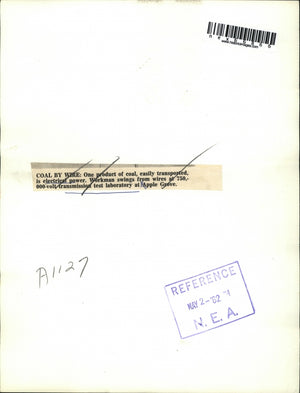 COAL BY WIRE: One product of coal, easily transported,
is electrical power. Workman swings from wires at 750,-
000-volt transmission test laboratory at Apple Grove.
A1127
REFERENCE
MAY 2-'62
N. E. A.